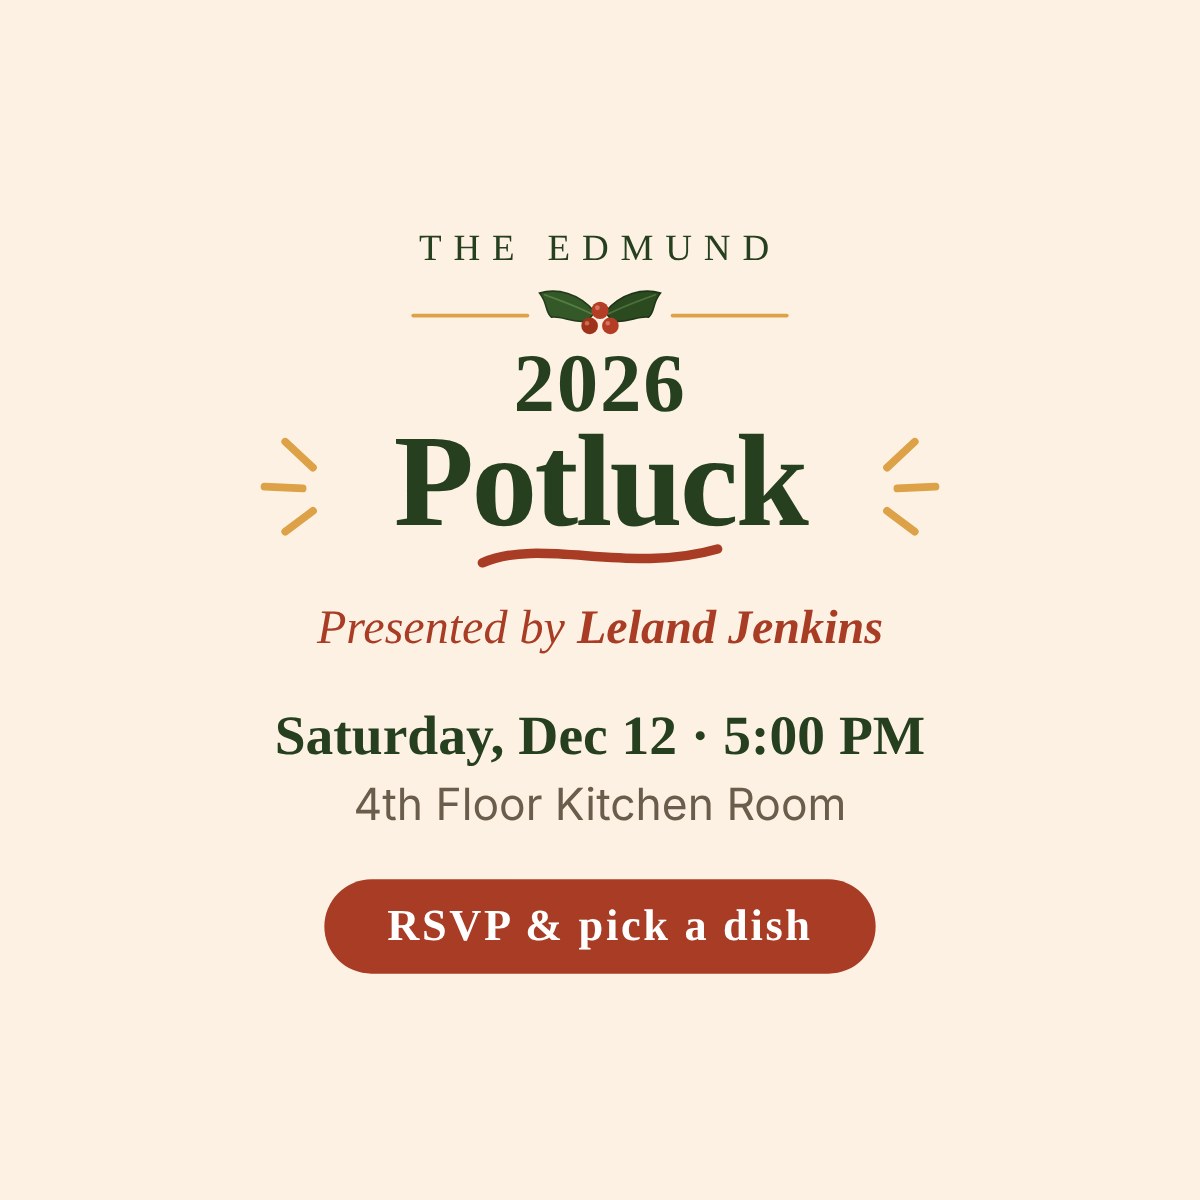 THE EDMUND
2026
Potluck
Presented by Leland Jenkins
Saturday, Dec 12 · 5:00 PM
4th Floor Kitchen Room
RSVP & pick a dish